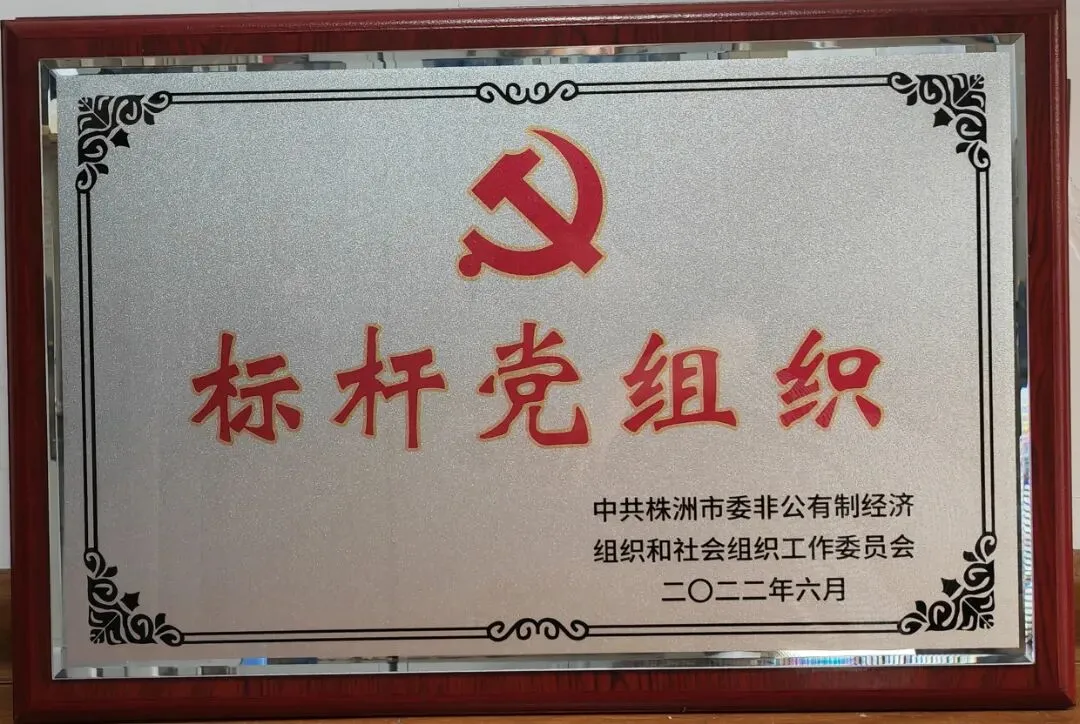 标杆党组织
中共株洲市委非公有制经济
组织和社会组织工作委员会
二〇二二年六月